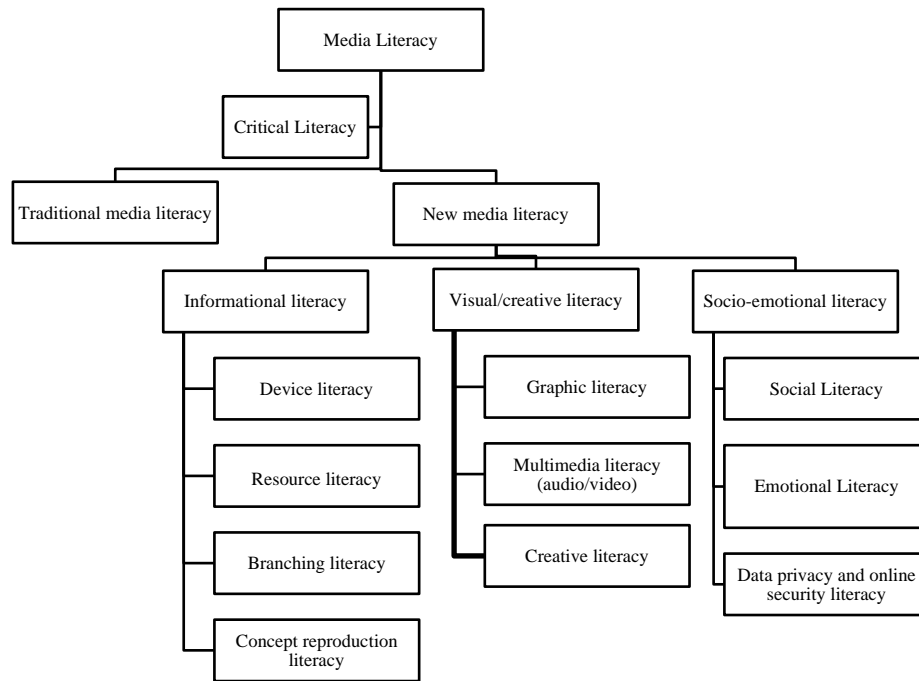 Media Literacy
Critical Literacy
Traditional media literacy
New media literacy
Informational literacy
Visual/creative literacy
Socio-emotional literacy
Device literacy
Graphic literacy
Social Literacy
Resource literacy
Multimedia literacy
(audio/video)
Emotional Literacy
Branching literacy
Creative literacy
Data privacy and online
security literacy
Concept reproduction
literacy